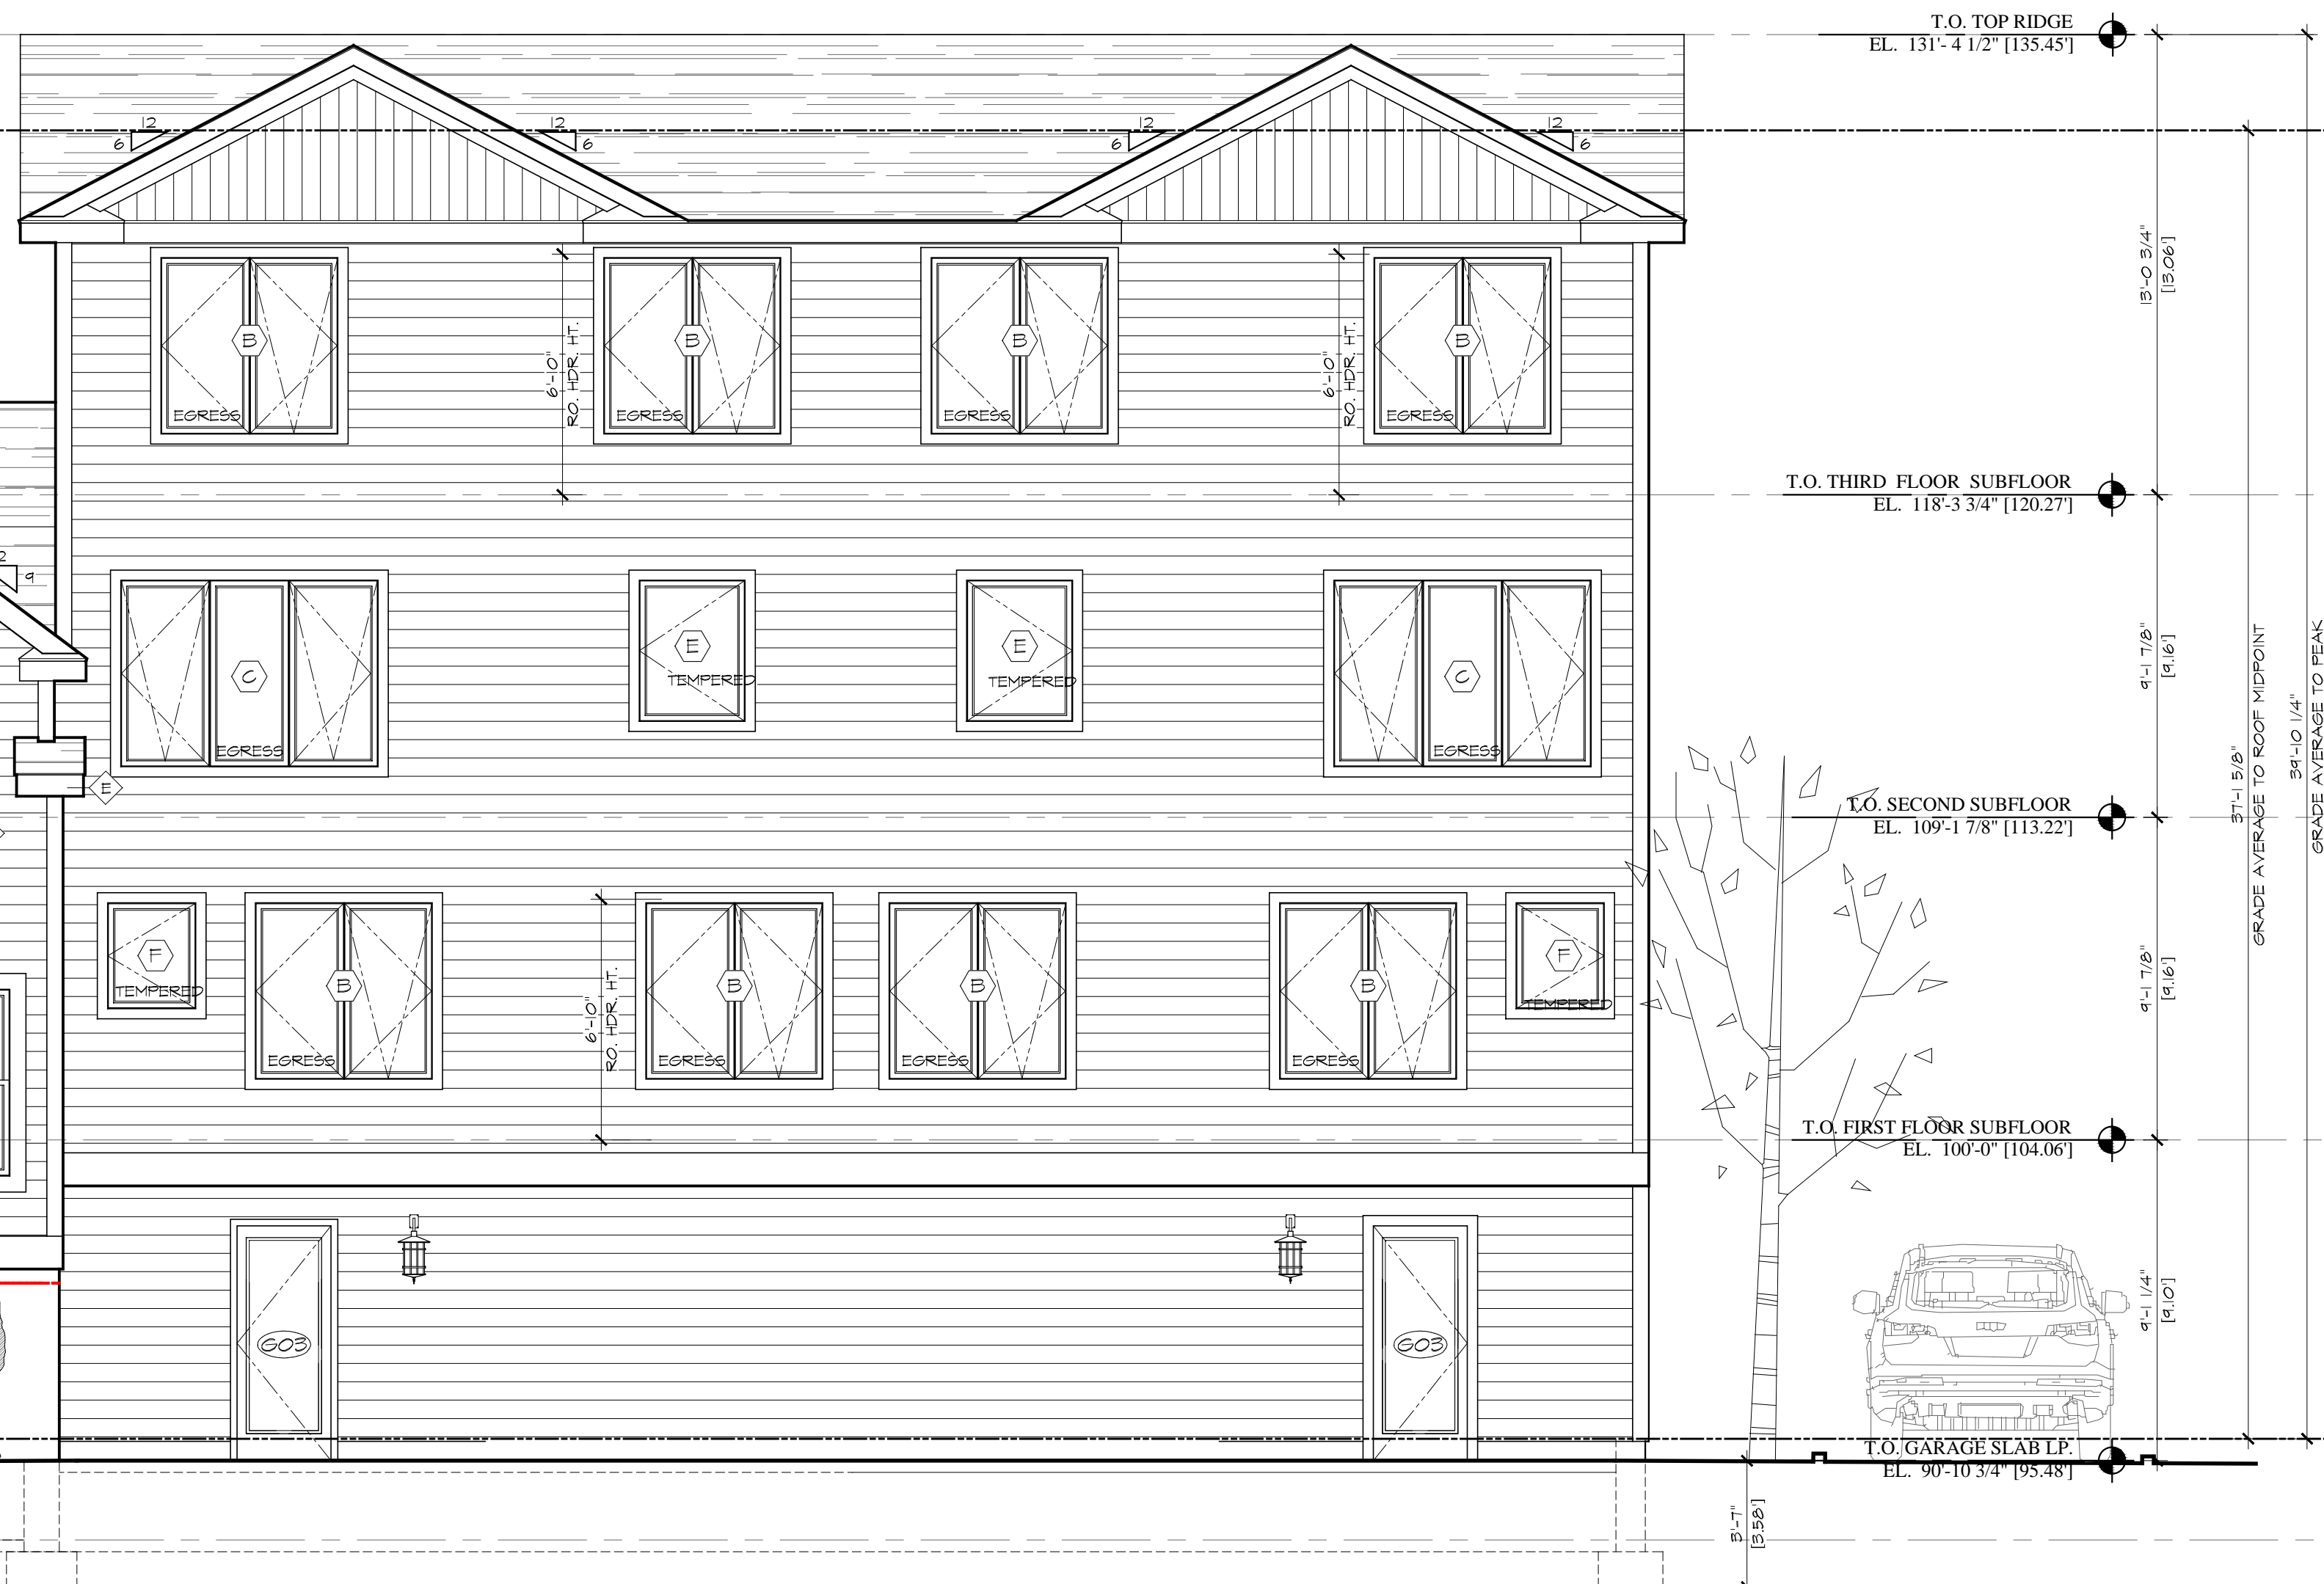 T.O. TOP RIDGE
EL. 131'- 4 1/2" [135.45']
12
6
12
6
12
6
12
6
13'-0 3/4"
[13.06']
B
B
B
B
6'-0"
RO. HDR. HT.
6'-0"
RO. HDR. HT.
EGRESS
EGRESS
EGRESS
EGRESS
T.O. THIRD FLOOR SUBFLOOR
EL. 118'-3 3/4" [120.27']
2
9
E
TEMPERED
E
TEMPERED
C
EGRESS
C
EGRESS
9'-1 7/8"
[9.16']
37'-1 5/8"
GRADE AVERAGE TO ROOF MIDPOINT
39'-10 1/4"
GRADE AVERAGE TO PEAK
E
T.O. SECOND SUBFLOOR
EL. 109'-1 7/8" [113.22']
F
TEMPERED
B
EGRESS
6'-10"
RO. HDR. HT.
B
EGRESS
B
EGRESS
B
EGRESS
F
TEMPERED
9'-1 7/8"
[9.16']
T.O. FIRST FLOOR SUBFLOOR
EL. 100'-0" [104.06']
G03
G03
9'-1 1/4"
[9.10']
T.O. GARAGE SLAB LP.
EL. 90'-10 3/4" [95.48']
3'-7"
[3.58']